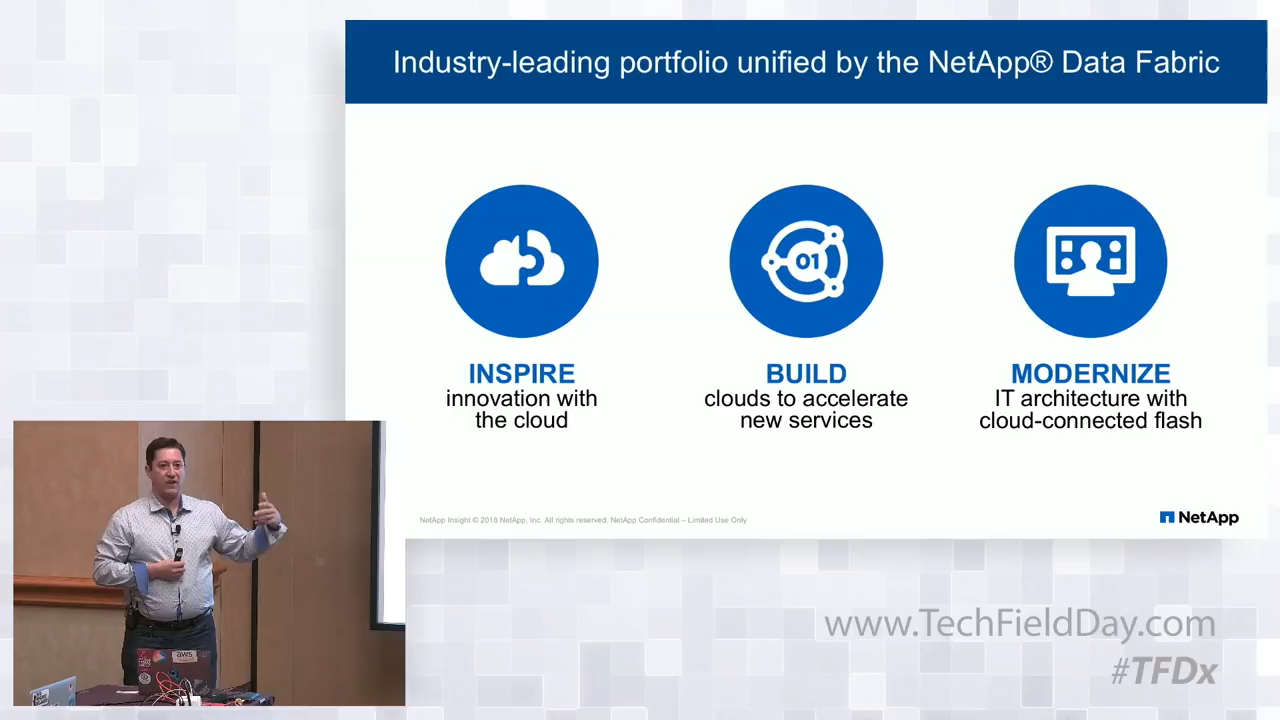 Industry-leading portfolio unified by the NetApp® Data Fabric
01
INSPIRE
innovation with
the cloud
BUILD
clouds to accelerate
new services
MODERNIZE
IT architecture with
cloud-connected flash
NetApp Insight © 2018 NetApp, Inc. All rights reserved. NetApp Confidential – Limited Use Only
NetApp
aws
www.TechFieldDay.com
#TFDx